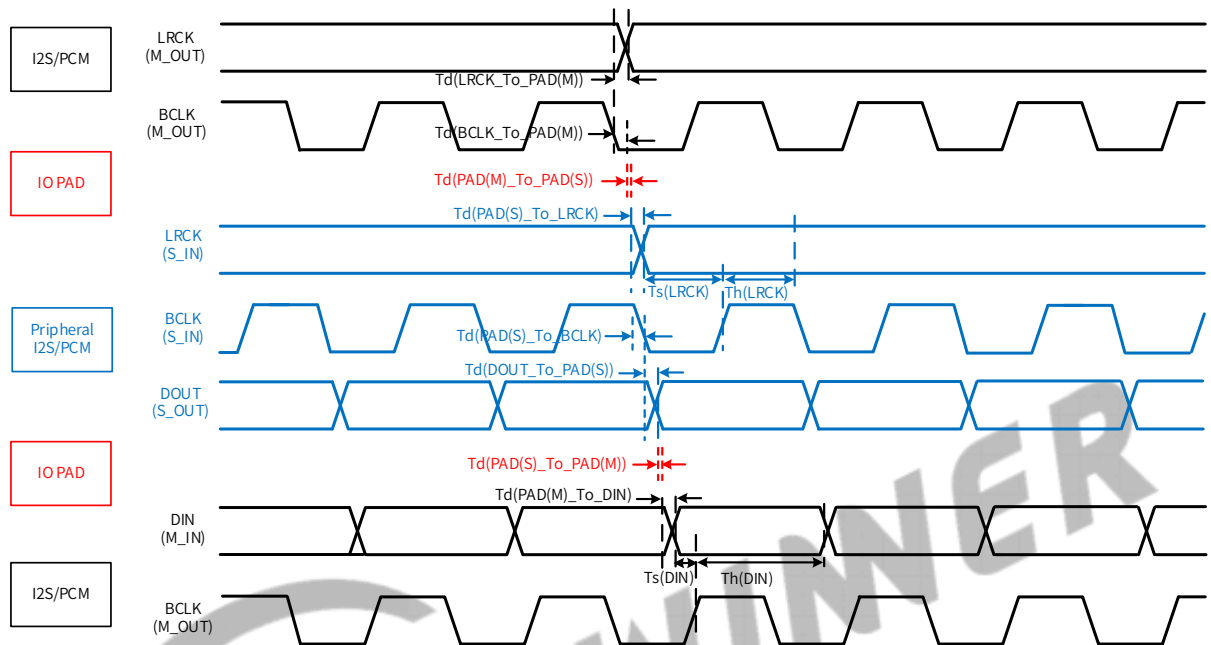 LRCK
(M_OUT)
I2S/PCM
Td(LRCK_To_PAD(M))
BCLK
(M_OUT)
Td(BCLK_To_PAD(M))
IO PAD
Td(PAD(M)_To_PAD(S))
Td(PAD(S)_To_LRCK)
LRCK
(S_IN)
Ts(LRCK)
Th(LRCK)
BCLK
(S_IN)
Pripheral
I2S/PCM
Td(PAD(S)_To_BCLK)
Td(DOUT_To_PAD(S))
DOUT
(S_OUT)
IO PAD
Td(PAD(S)_To_PAD(M))
Td(PAD(M)_To_DIN)
DIN
(M_IN)
Ts(DIN)
Th(DIN)
I2S/PCM
BCLK
(M_OUT)
WINNER